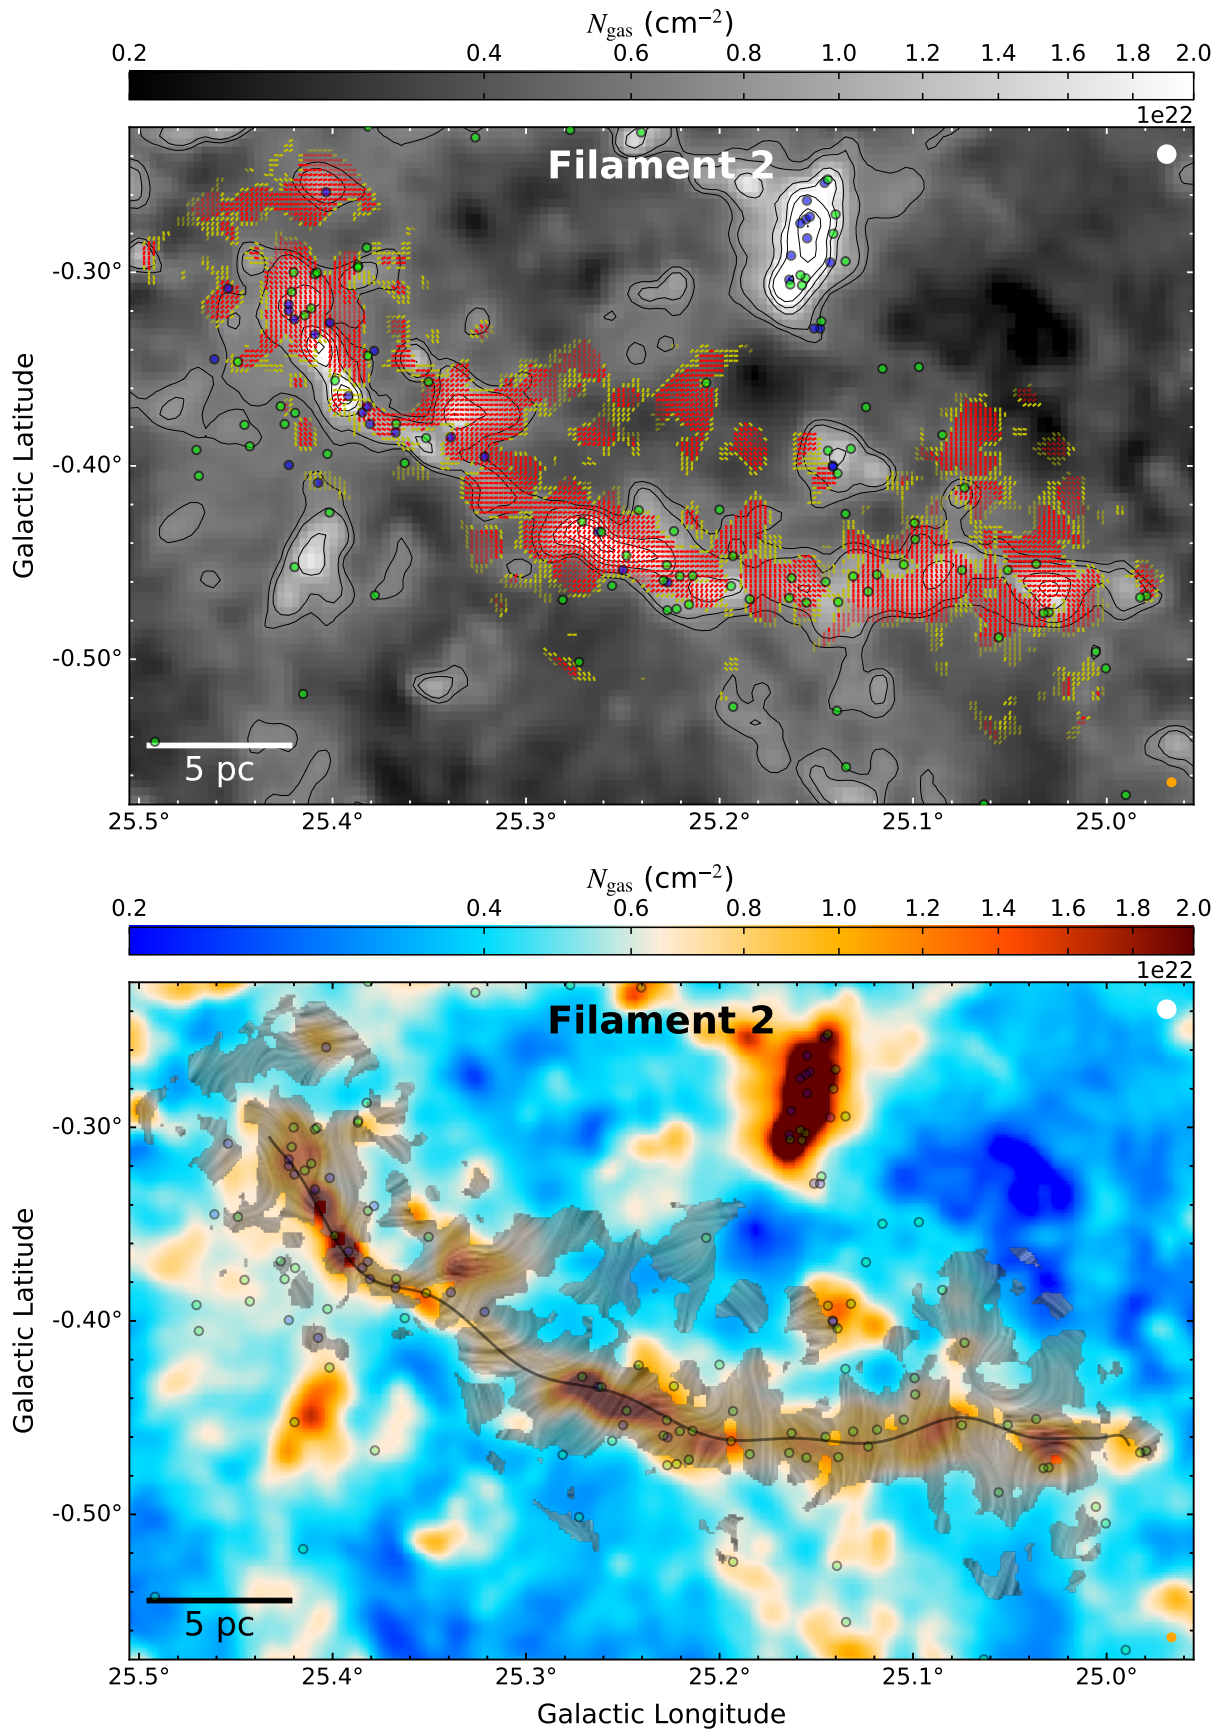 N_gas (cm⁻²)
0.2 0.4 0.6 0.8 1.0 1.2 1.4 1.6 1.8 2.0
1e22
Filament 2
-0.30°
-0.40°
-0.50°
Galactic Latitude
5 pc
25.5° 25.4° 25.3° 25.2° 25.1° 25.0°
N_gas (cm⁻²)
0.2 0.4 0.6 0.8 1.0 1.2 1.4 1.6 1.8 2.0
1e22
Filament 2
-0.30°
-0.40°
-0.50°
Galactic Latitude
5 pc
25.5° 25.4° 25.3° 25.2° 25.1° 25.0°
Galactic Longitude